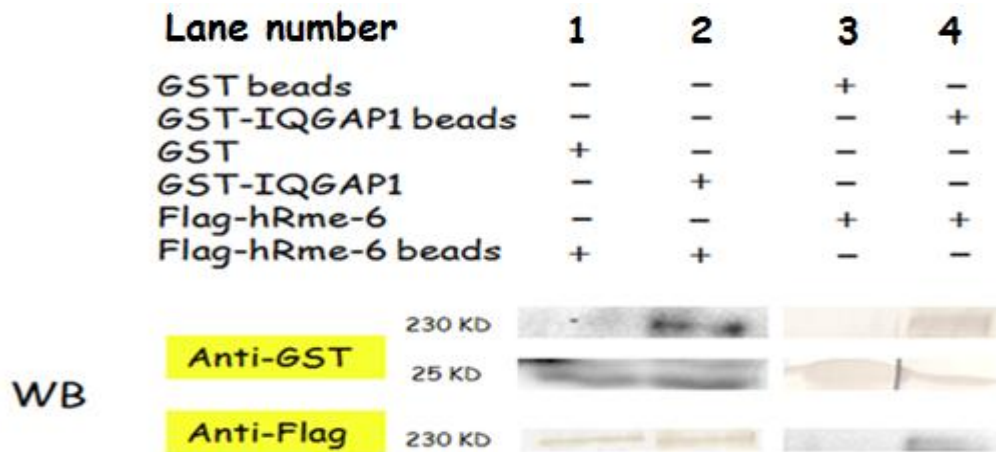 Lane number 1 2 3 4
GST beads − − + −
GST-IQGAP1 beads − − − +
GST + − − −
GST-IQGAP1 − + − −
Flag-hRme-6 − − + +
Flag-hRme-6 beads + + − −
230 KD
Anti-GST
25 KD
WB
Anti-Flag 230 KD